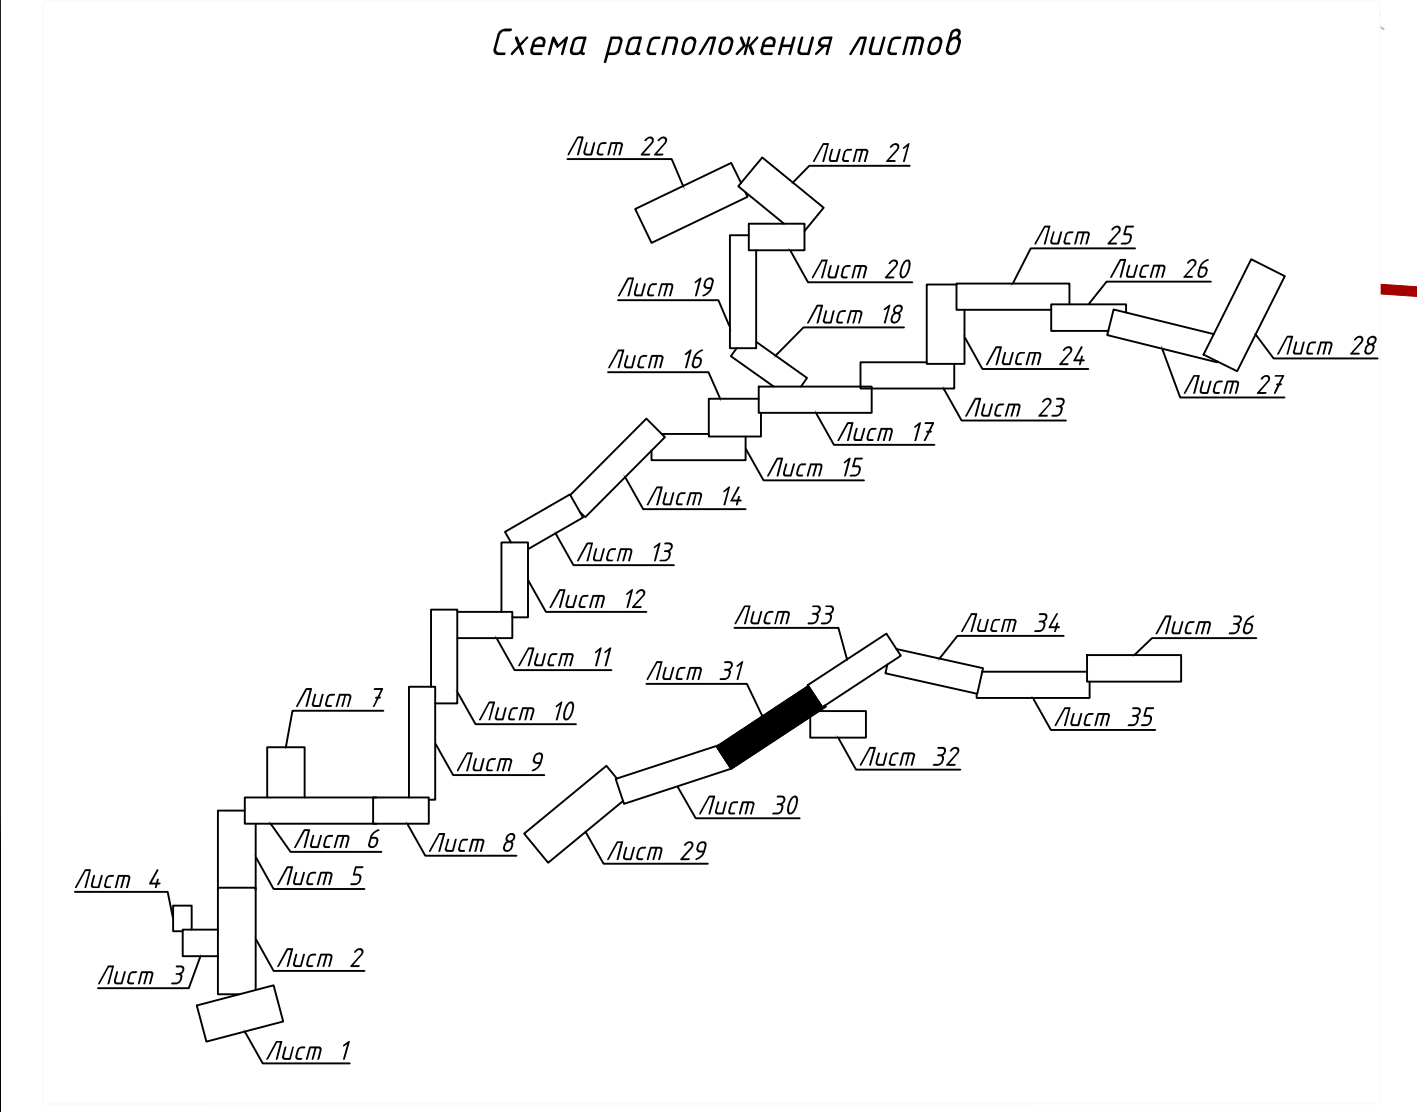 Схема расположения листов
Лист 22
Лист 21
Лист 25
Лист 20
Лист 26
Лист 19
Лист 18
Лист 16
Лист 24
Лист 28
Лист 27
Лист 23
Лист 17
Лист 15
Лист 14
Лист 13
Лист 12
Лист 33
Лист 34
Лист 36
Лист 11
Лист 31
Лист 7
Лист 10
Лист 35
Лист 9
Лист 32
Лист 30
Лист 6
Лист 8
Лист 29
Лист 4
Лист 5
Лист 3
Лист 2
Лист 1